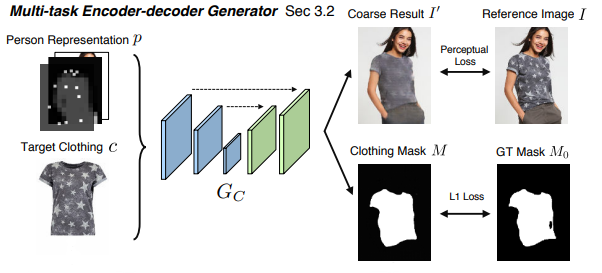 Multi-task Encoder-decoder Generator Sec 3.2
Person Representation p
Target Clothing c
G_C
Coarse Result I′
Reference Image I
Perceptual
Loss
Clothing Mask M
GT Mask M_0
L1 Loss